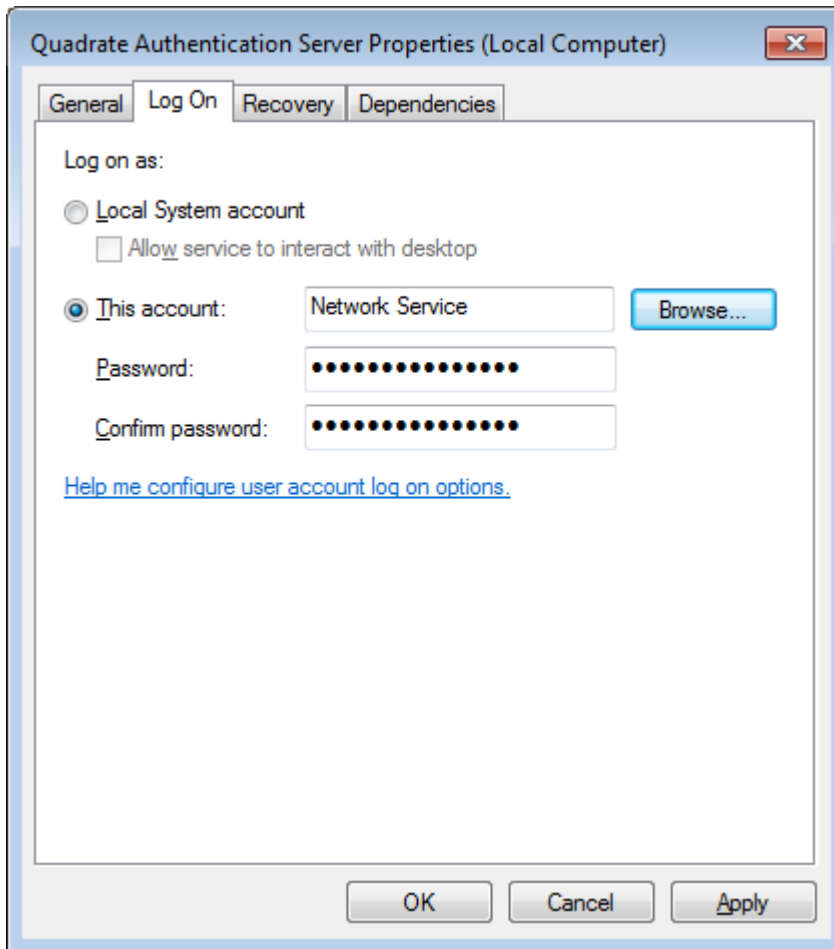 Quadrate Authentication Server Properties (Local Computer)
General Log On Recovery Dependencies
Log on as:
Local System account
Allow service to interact with desktop
This account: Network Service Browse...
Password: •••••••••••••••
Confirm password: •••••••••••••••
Help me configure user account log on options.
OK Cancel Apply